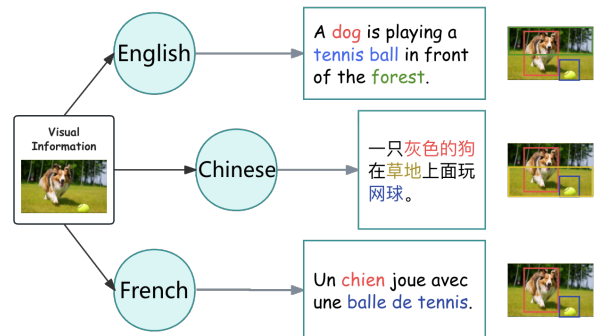 Visual
Information
English
A dog is playing a
tennis ball in front
of the forest.
Chinese
一只灰色的狗
在草地上面玩
网球。
French
Un chien joue avec
une balle de tennis.